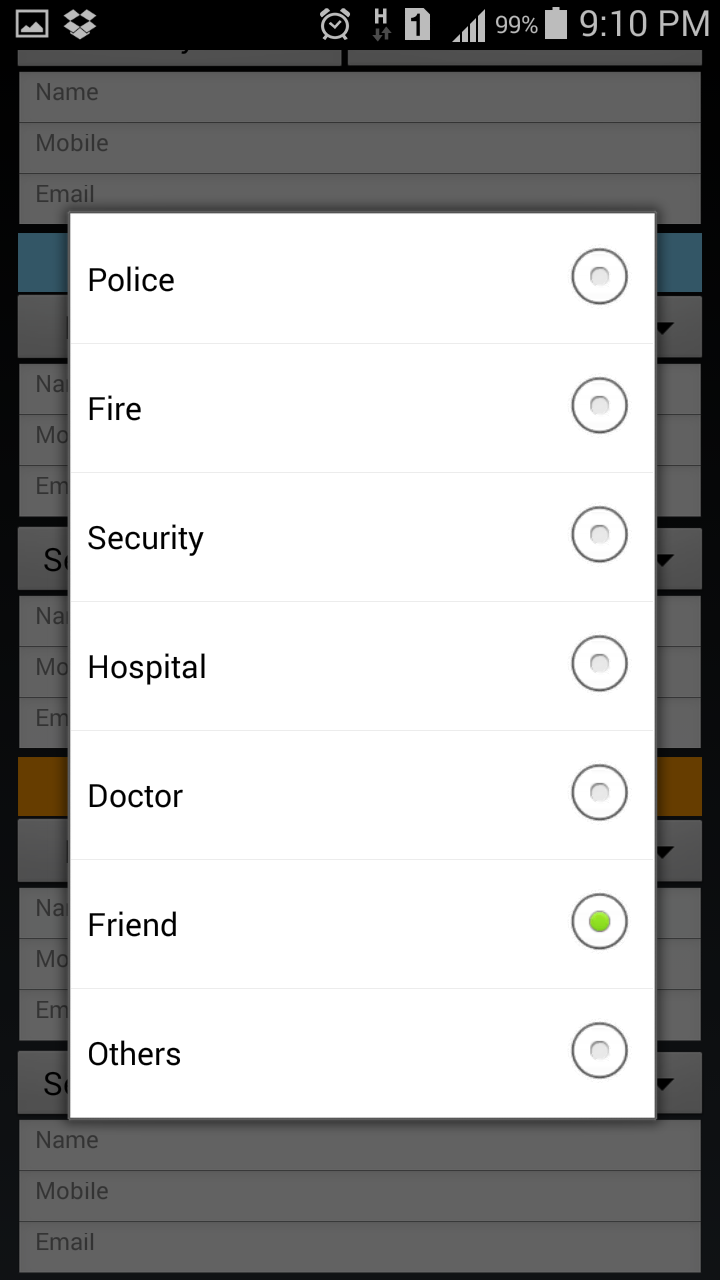 H 1 99% 9:10 PM
Name
Mobile
Email
Police
Fire
Security
Hospital
Doctor
Friend
Others
Name
Mobile
Email